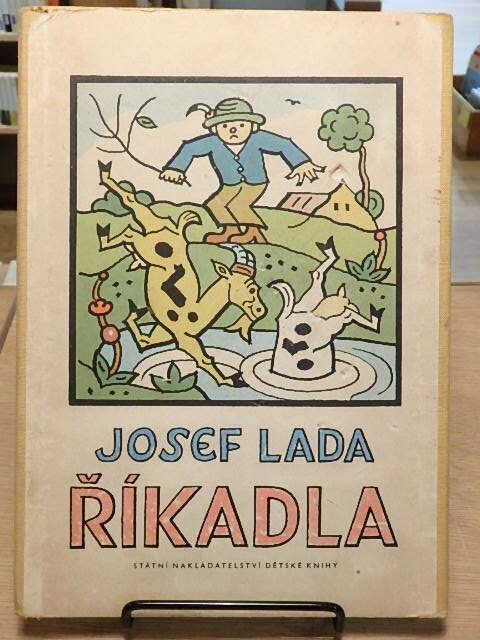 JOSEF LADA
ŘÍKADLA
STÁTNÍ NAKLADATELSTVÍ DĚTSKÉ KNIHY